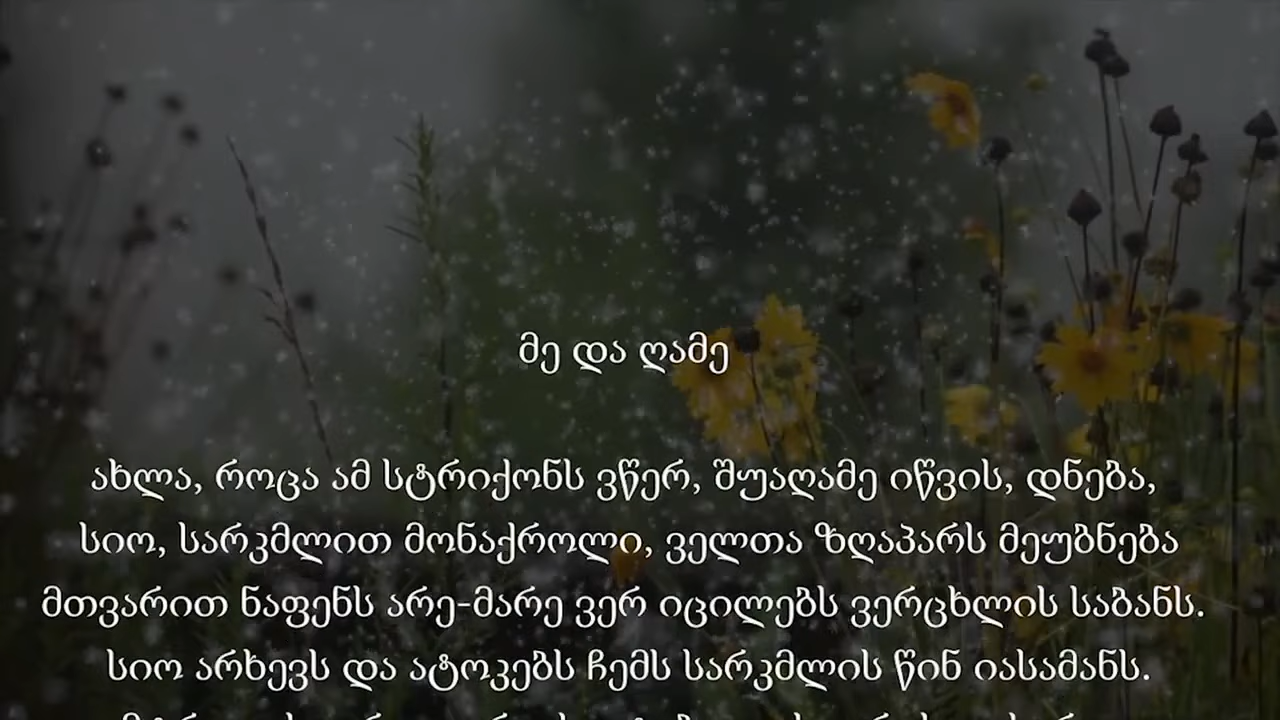 მე და ღამე
ახლა, როცა ამ სტრიქონს ვწერ, შუაღამე იწვის, დნება,
სიო, სარკმლით მონაქროლი, ველთა ზღაპარს მეუბნება
მთვარით ნაფენს არე-მარე ვერ იცილებს ვერცხლის საბანს.
სიო არხევს და ატოკებს ჩემს სარკმლის წინ იასამანს.